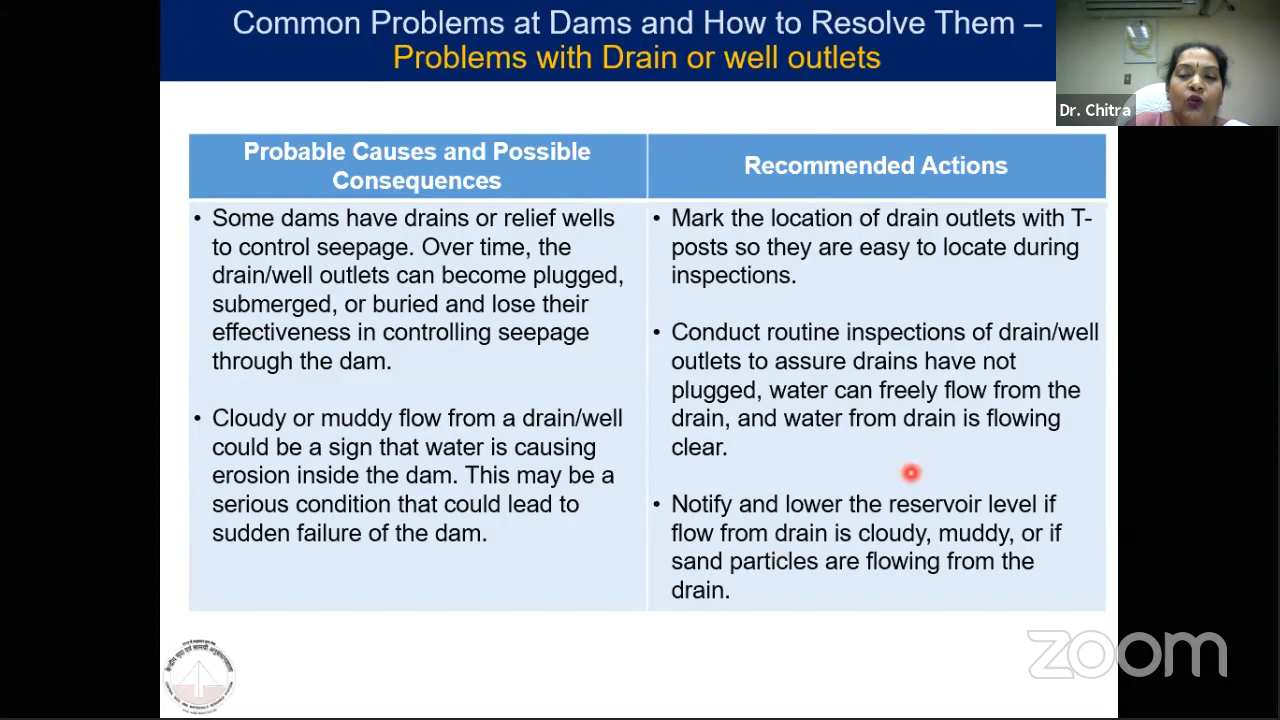 Common Problems at Dams and How to Resolve Them –
Problems with Drain or well outlets
Dr. Chitra
Probable Causes and Possible
Consequences
Recommended Actions
• Some dams have drains or relief wells
to control seepage. Over time, the
drain/well outlets can become plugged,
submerged, or buried and lose their
effectiveness in controlling seepage
through the dam.
• Cloudy or muddy flow from a drain/well
could be a sign that water is causing
erosion inside the dam. This may be a
serious condition that could lead to
sudden failure of the dam.
• Mark the location of drain outlets with T-
posts so they are easy to locate during
inspections.
• Conduct routine inspections of drain/well
outlets to assure drains have not
plugged, water can freely flow from the
drain, and water from drain is flowing
clear.
• Notify and lower the reservoir level if
flow from drain is cloudy, muddy, or if
sand particles are flowing from the
drain.
zoom